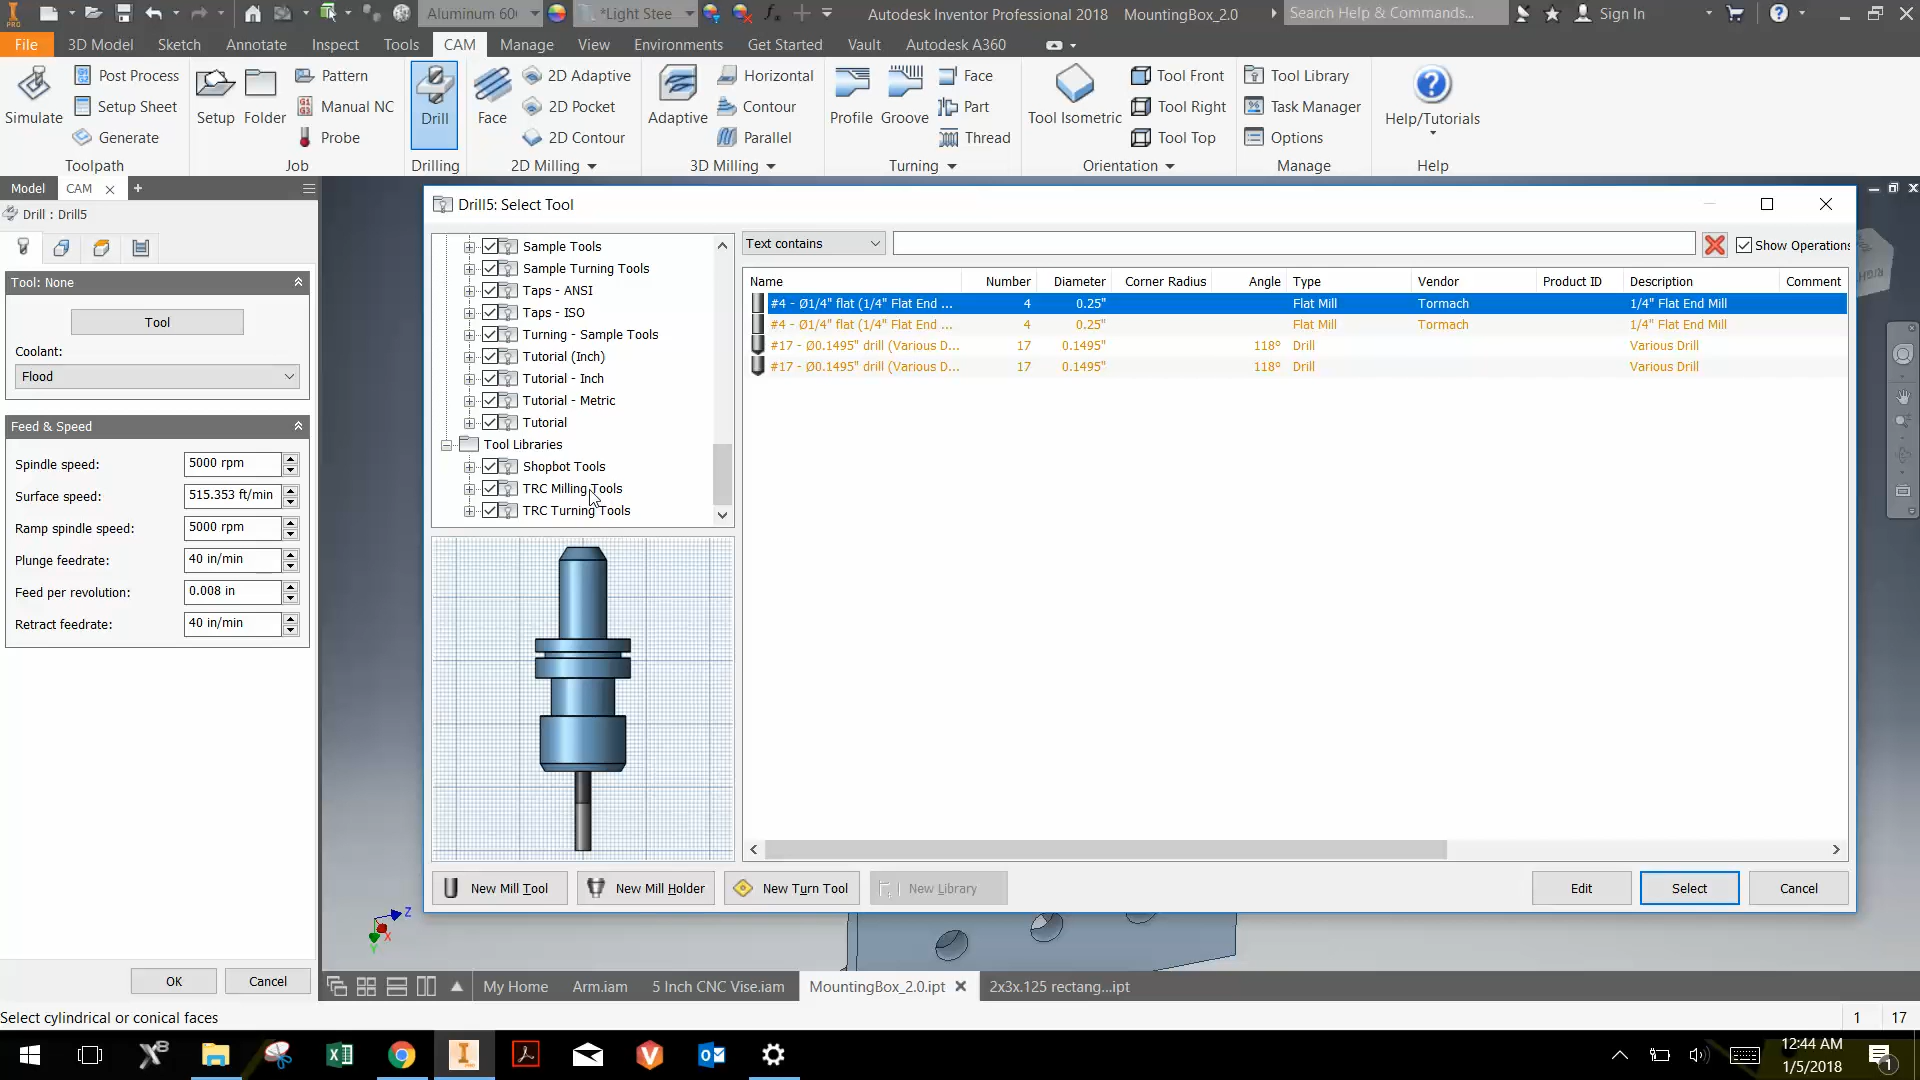 Aluminum 606
*Light Stee
Autodesk Inventor Professional 2018 MountingBox_2.0
Search Help & Commands...
Sign In
File 3D Model Sketch Annotate Inspect Tools CAM Manage View Environments Get Started Vault Autodesk A360
Simulate
Post Process
Setup Sheet
Generate
Toolpath
Setup
Folder
Pattern
Manual NC
Probe
Job
Drill
Drilling
Face
2D Adaptive
2D Pocket
2D Contour
2D Milling
Adaptive
Horizontal
Contour
Parallel
3D Milling
Profile
Groove
Face
Part
Thread
Turning
Tool Isometric
Tool Front
Tool Right
Tool Top
Orientation
Tool Library
Task Manager
Options
Manage
Help/Tutorials
Help
Model CAM
Drill : Drill5
Tool: None
Tool
Coolant:
Flood
Feed & Speed
Spindle speed: 5000 rpm
Surface speed: 515.353 ft/min
Ramp spindle speed: 5000 rpm
Plunge feedrate: 40 in/min
Feed per revolution: 0.008 in
Retract feedrate: 40 in/min
OK Cancel
Drill5: Select Tool
Sample Tools
Sample Turning Tools
Taps - ANSI
Taps - ISO
Turning - Sample Tools
Tutorial (Inch)
Tutorial - Inch
Tutorial - Metric
Tutorial
Tool Libraries
Shopbot Tools
TRC Milling Tools
TRC Turning Tools
Text contains
Show Operations
Name Number Diameter Corner Radius Angle Type Vendor Product ID Description Comment
#4 - Ø1/4" flat (1/4" Flat End ... 4 0.25" Flat Mill Tormach 1/4" Flat End Mill
#4 - Ø1/4" flat (1/4" Flat End ... 4 0.25" Flat Mill Tormach 1/4" Flat End Mill
#17 - Ø0.1495" drill (Various D... 17 0.1495" 118° Drill Various Drill
#17 - Ø0.1495" drill (Various D... 17 0.1495" 118° Drill Various Drill
New Mill Tool New Mill Holder New Turn Tool New Library Edit Select Cancel
Z
X
Y
My Home Arm.iam 5 Inch CNC Vise.iam MountingBox_2.0.ipt 2x3x.125 rectang...ipt
Select cylindrical or conical faces
1 17
12:44 AM
1/5/2018
1